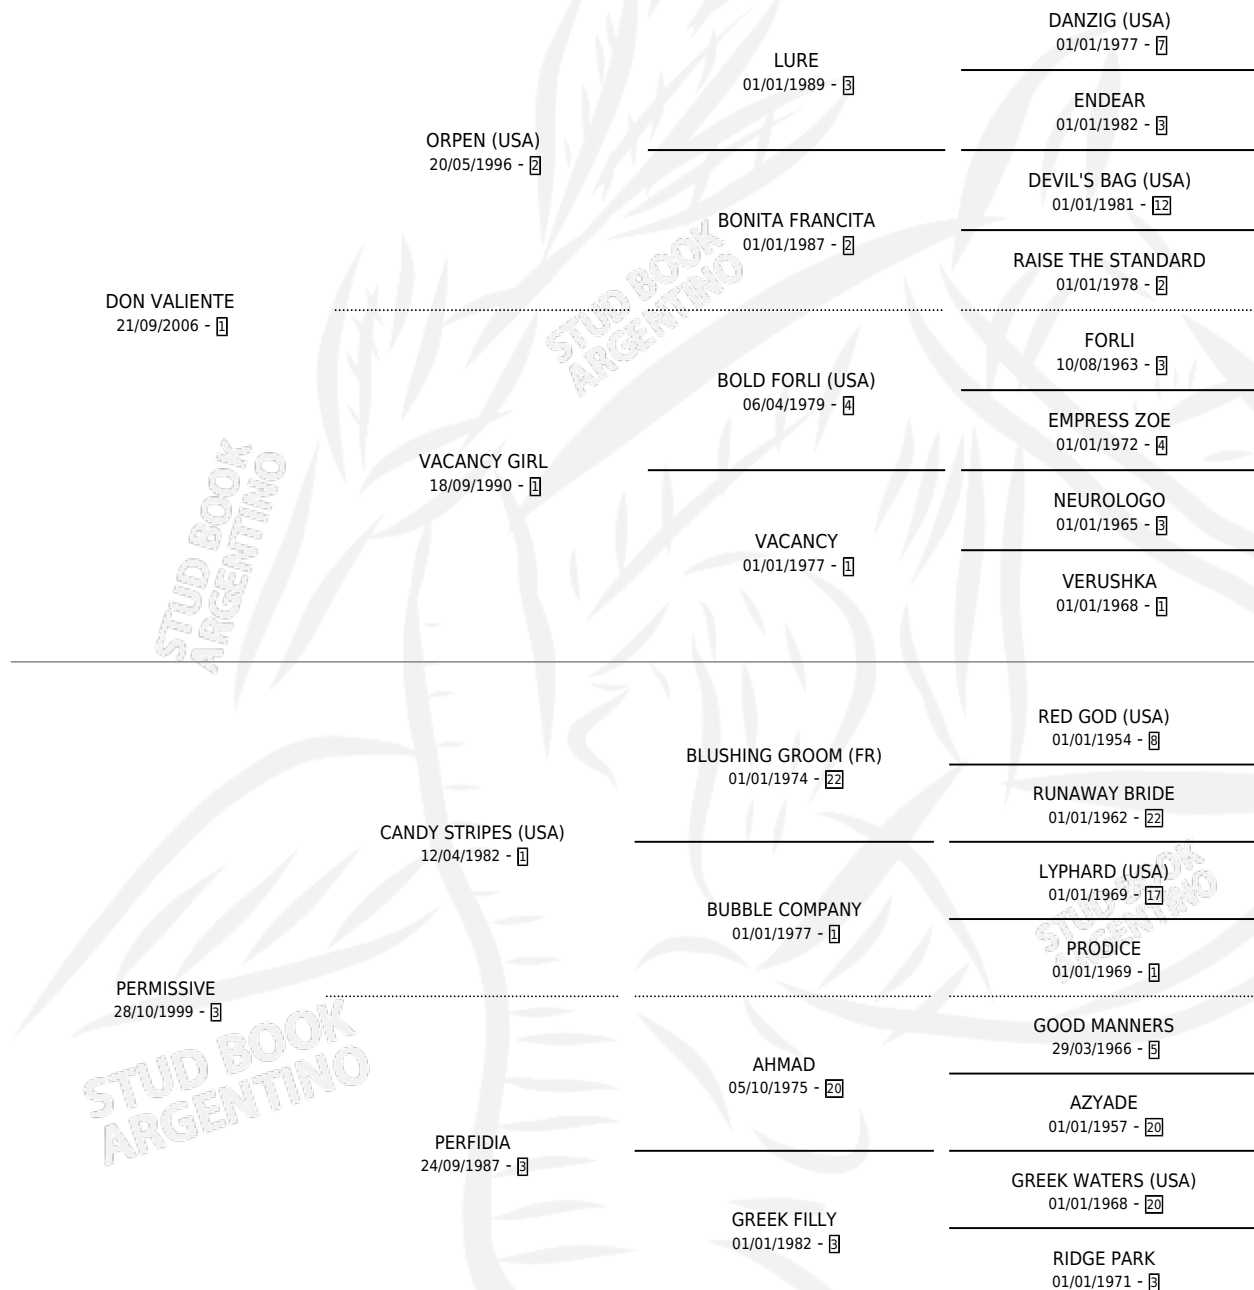 DANZIG (USA)
01/01/1977 - 7
LURE
01/01/1989 - 3
ENDEAR
01/01/1982 - 3
ORPEN (USA)
20/05/1996 - 2
DEVIL'S BAG (USA)
01/01/1981 - 12
BONITA FRANCITA
01/01/1987 - 2
RAISE THE STANDARD
01/01/1978 - 2
DON VALIENTE
21/09/2006 - 1
FORLI
10/08/1963 - 3
BOLD FORLI (USA)
06/04/1979 - 4
EMPRESS ZOE
01/01/1972 - 4
VACANCY GIRL
18/09/1990 - 1
NEUROLOGO
01/01/1965 - 3
VACANCY
01/01/1977 - 1
VERUSHKA
01/01/1968 - 1
RED GOD (USA)
01/01/1954 - 8
BLUSHING GROOM (FR)
01/01/1974 - 22
RUNAWAY BRIDE
01/01/1962 - 22
CANDY STRIPES (USA)
12/04/1982 - 1
LYPHARD (USA)
01/01/1969 - 17
BUBBLE COMPANY
01/01/1977 - 1
PRODICE
01/01/1969 - 1
PERMISSIVE
28/10/1999 - 3
GOOD MANNERS
29/03/1966 - 5
AHMAD
05/10/1975 - 20
AZYADE
01/01/1957 - 20
PERFIDIA
24/09/1987 - 3
GREEK WATERS (USA)
01/01/1968 - 20
GREEK FILLY
01/01/1982 - 3
RIDGE PARK
01/01/1971 - 3
STUD BOOK
ARGENTINO
STUD BOOK
ARGENTINO
STUD BOOK
ARGENTINO
STUD BOOK
ARGENTINO